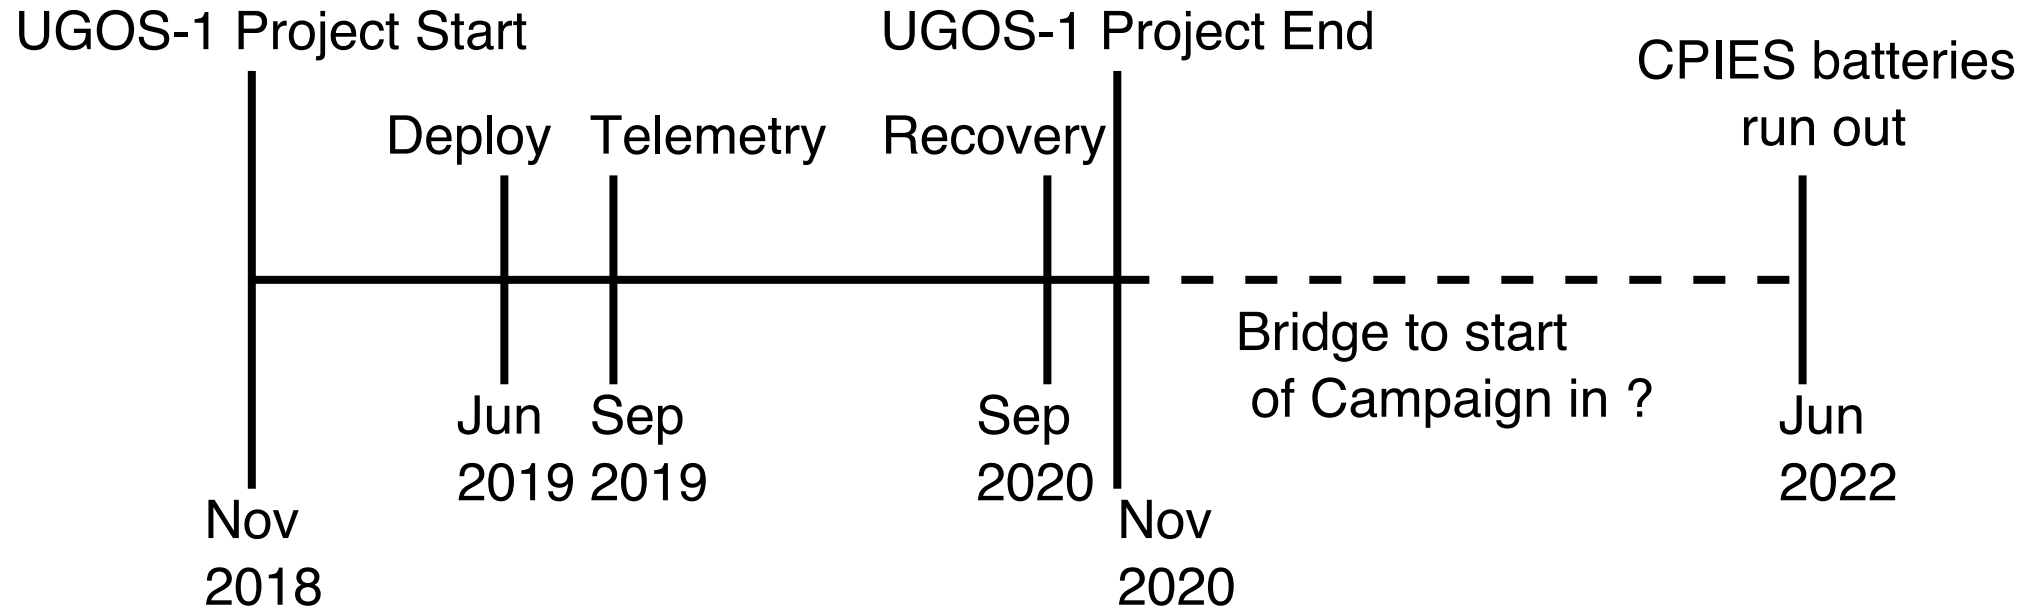 UGOS-1 Project Start
UGOS-1 Project End
CPIES batteries
run out
Deploy
Telemetry
Recovery
Bridge to start
of Campaign in ?
Jun
2019
Sep
2019
Sep
2020
Jun
2022
Nov
2018
Nov
2020